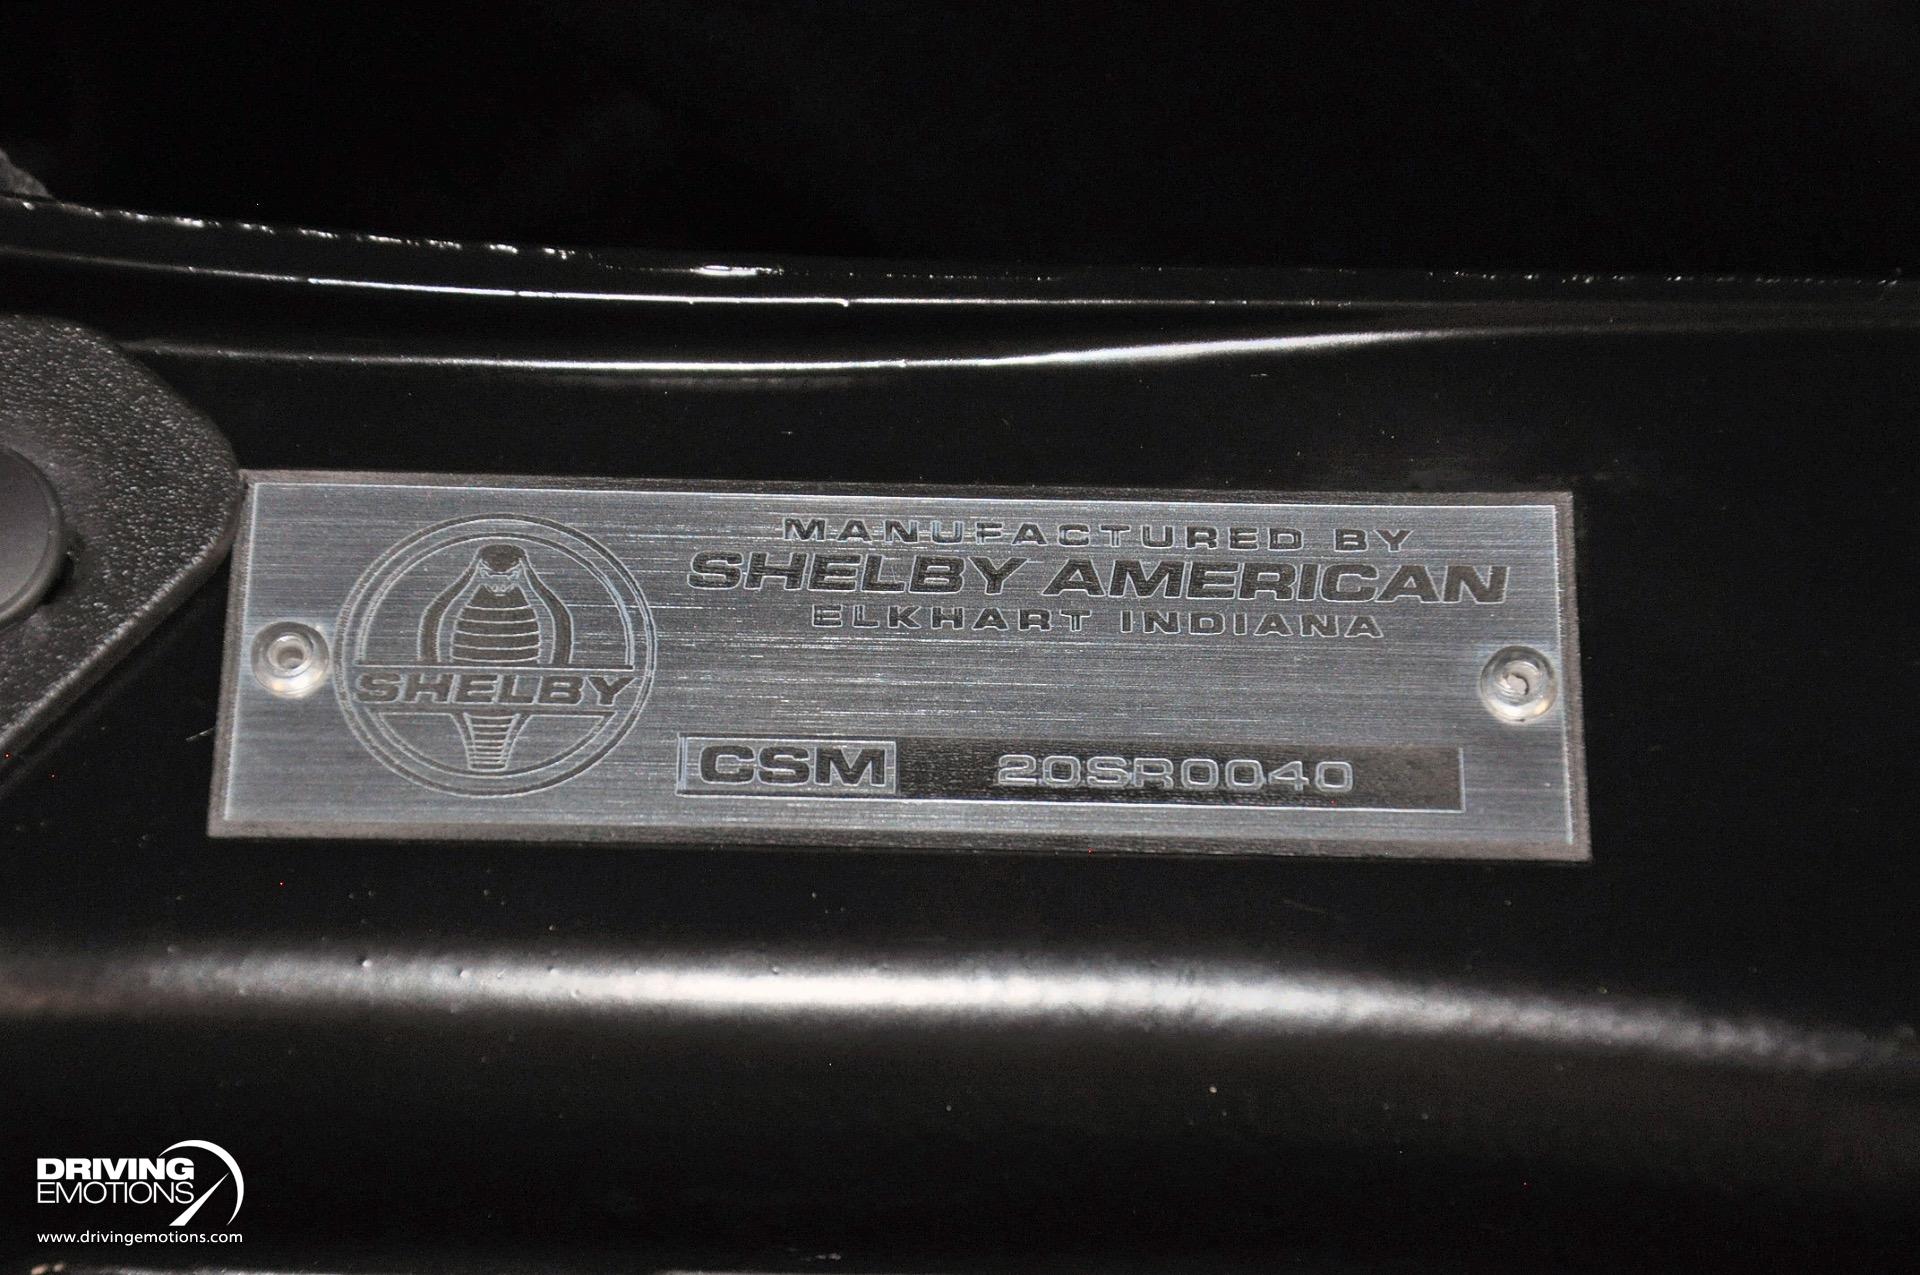 MANUFACTURED BY
SHELBY AMERICAN
ELKHART INDIANA
SHELBY
CSM 20SR0040
DRIVING
EMOTIONS
www.drivingemotions.com